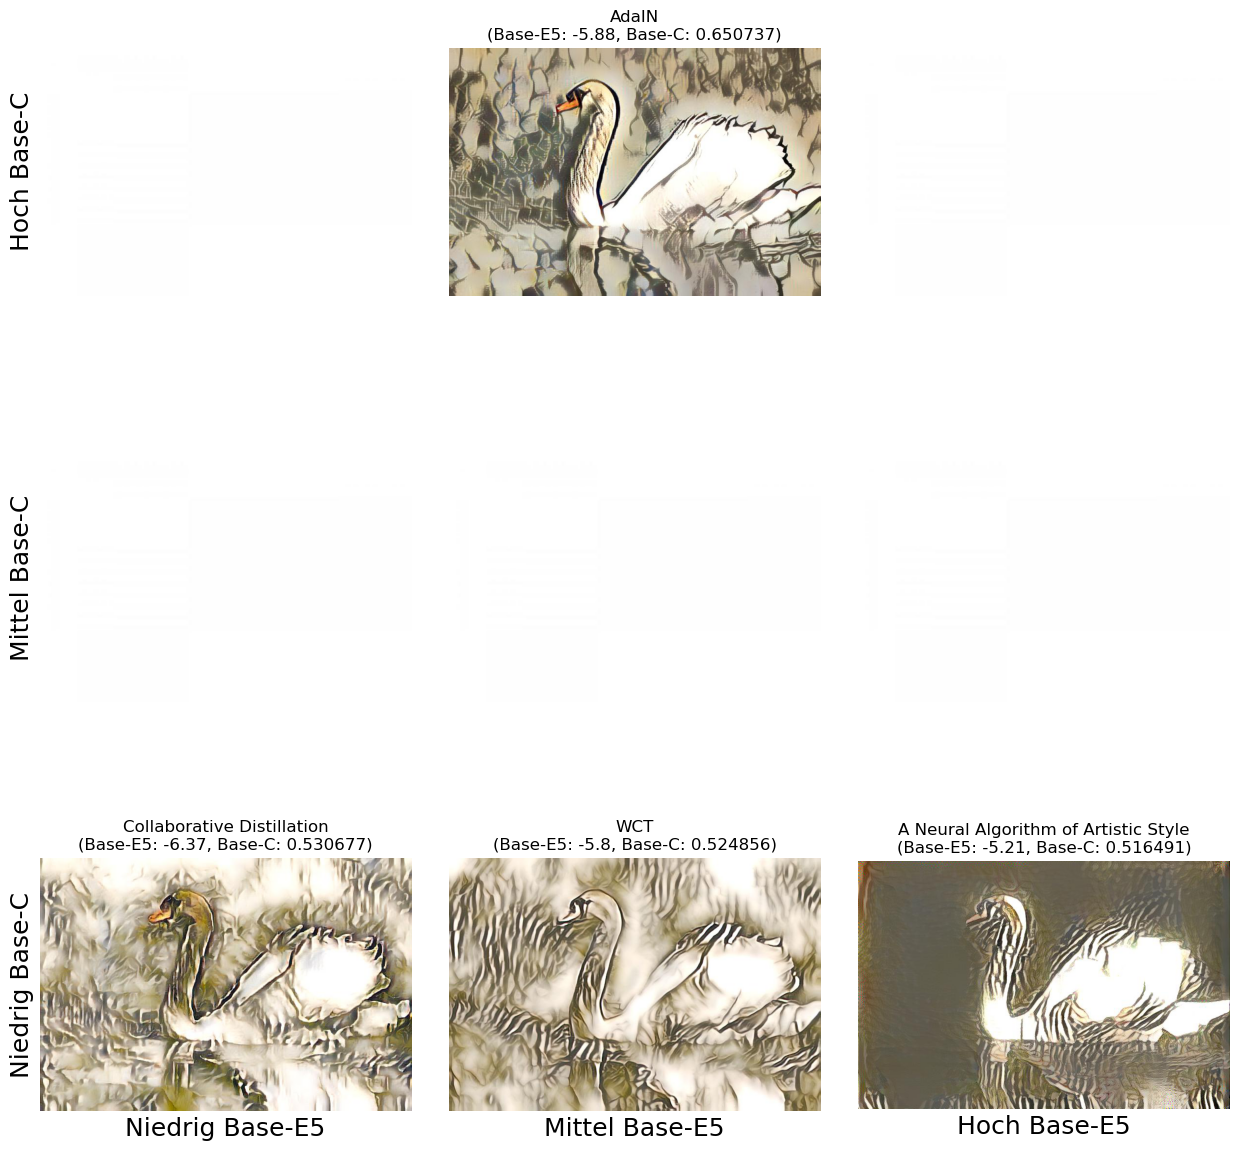 AdaIN
(Base-E5: -5.88, Base-C: 0.650737)
Hoch Base-C
Mittel Base-C
Collaborative Distillation
(Base-E5: -6.37, Base-C: 0.530677)
WCT
(Base-E5: -5.8, Base-C: 0.524856)
A Neural Algorithm of Artistic Style
(Base-E5: -5.21, Base-C: 0.516491)
Niedrig Base-C
Niedrig Base-E5
Mittel Base-E5
Hoch Base-E5